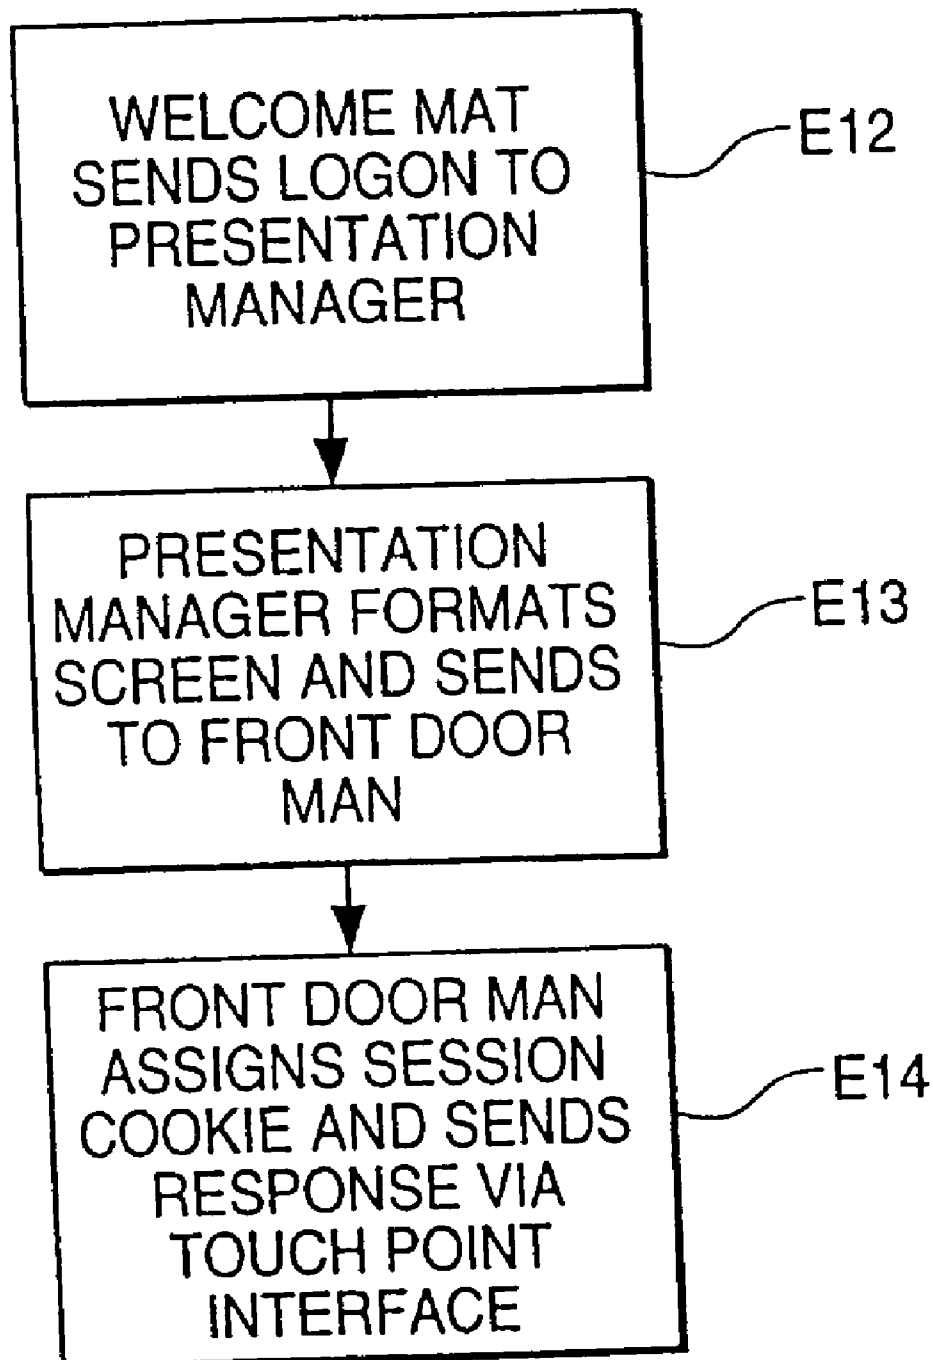 WELCOME MAT
SENDS LOGON TO
PRESENTATION
MANAGER
E12
PRESENTATION
MANAGER FORMATS
SCREEN AND SENDS
TO FRONT DOOR
MAN
E13
FRONT DOOR MAN
ASSIGNS SESSION
COOKIE AND SENDS
RESPONSE VIA
TOUCH POINT
INTERFACE
E14